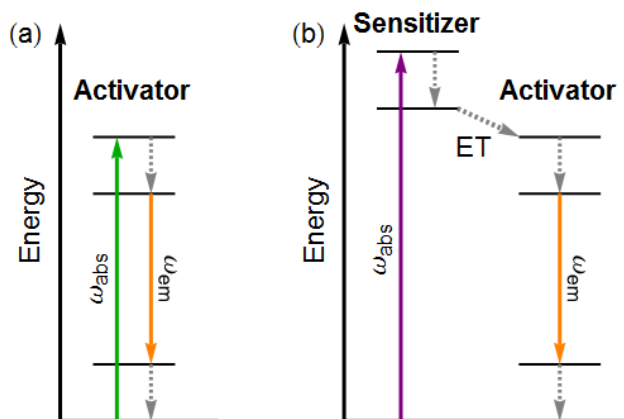 (a)
Activator
Energy
ωabs
ωem
(b)
Sensitizer
Activator
ET
Energy
ωabs
ωem